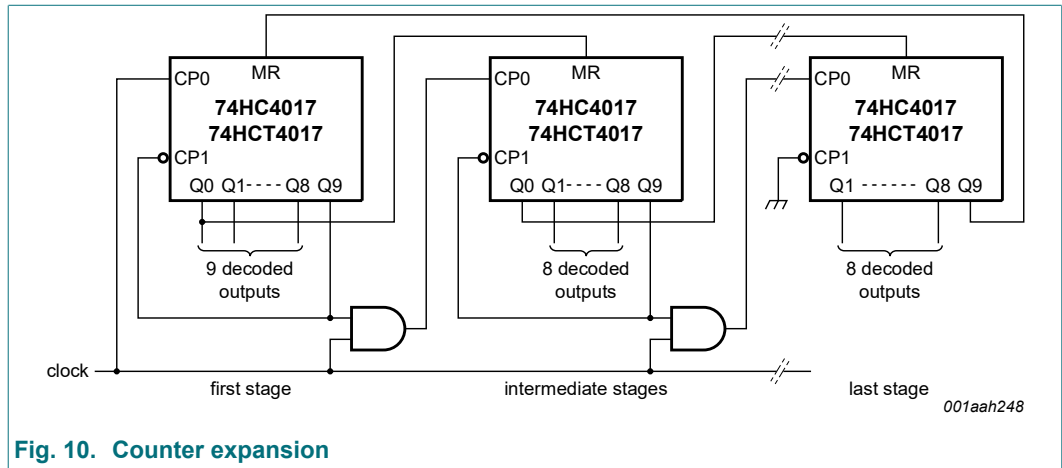 MR MR MR
CP0 CP0 CP0
74HC4017 74HC4017 74HC4017
74HCT4017 74HCT4017 74HCT4017
CP1 CP1 CP1
Q0 Q1 - - - - Q8 Q9 Q0 Q1 - - - - Q8 Q9 Q1 - - - - - - Q8 Q9
9 decoded 8 decoded 8 decoded
outputs outputs outputs
clock
first stage intermediate stages last stage
001aah248
Fig. 10. Counter expansion